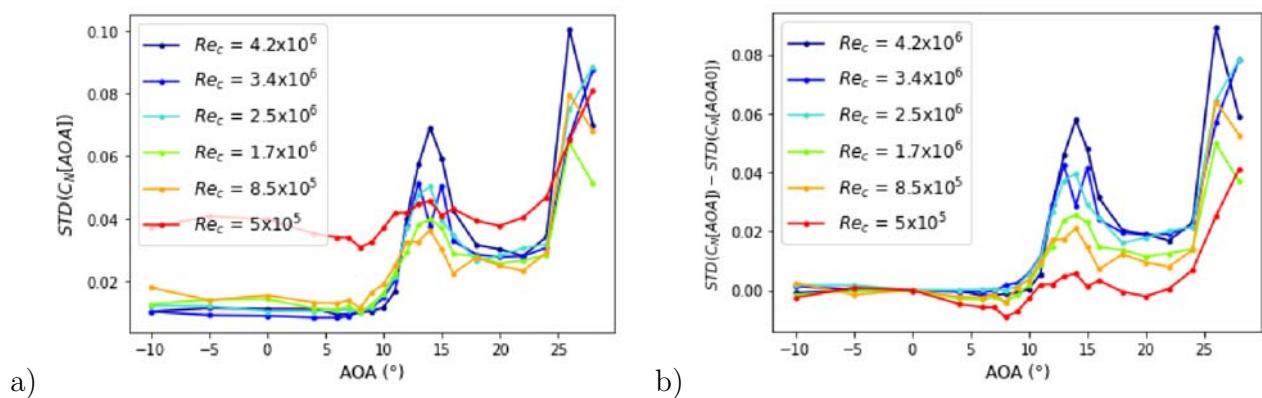 0.10
0.08
0.06
0.04
0.02
STD(C_N[AOA])
Re_c = 4.2x10^6
Re_c = 3.4x10^6
Re_c = 2.5x10^6
Re_c = 1.7x10^6
Re_c = 8.5x10^5
Re_c = 5x10^5
−10 −5 0 5 10 15 20 25
AOA (°)
a)
0.08
0.06
0.04
0.02
0.00
STD(C_N[AOA]) − STD(C_N[AOA0])
Re_c = 4.2x10^6
Re_c = 3.4x10^6
Re_c = 2.5x10^6
Re_c = 1.7x10^6
Re_c = 8.5x10^5
Re_c = 5x10^5
−10 −5 0 5 10 15 20 25
AOA (°)
b)